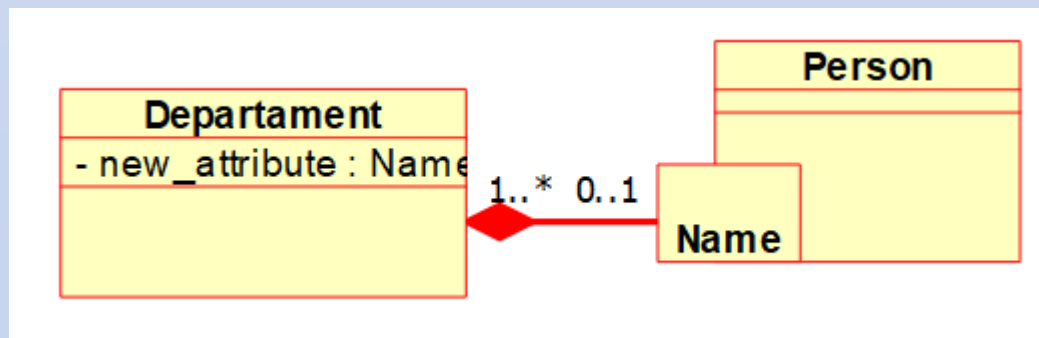 Person
Departament
- new_attribute : Name
1..* 0..1
Name